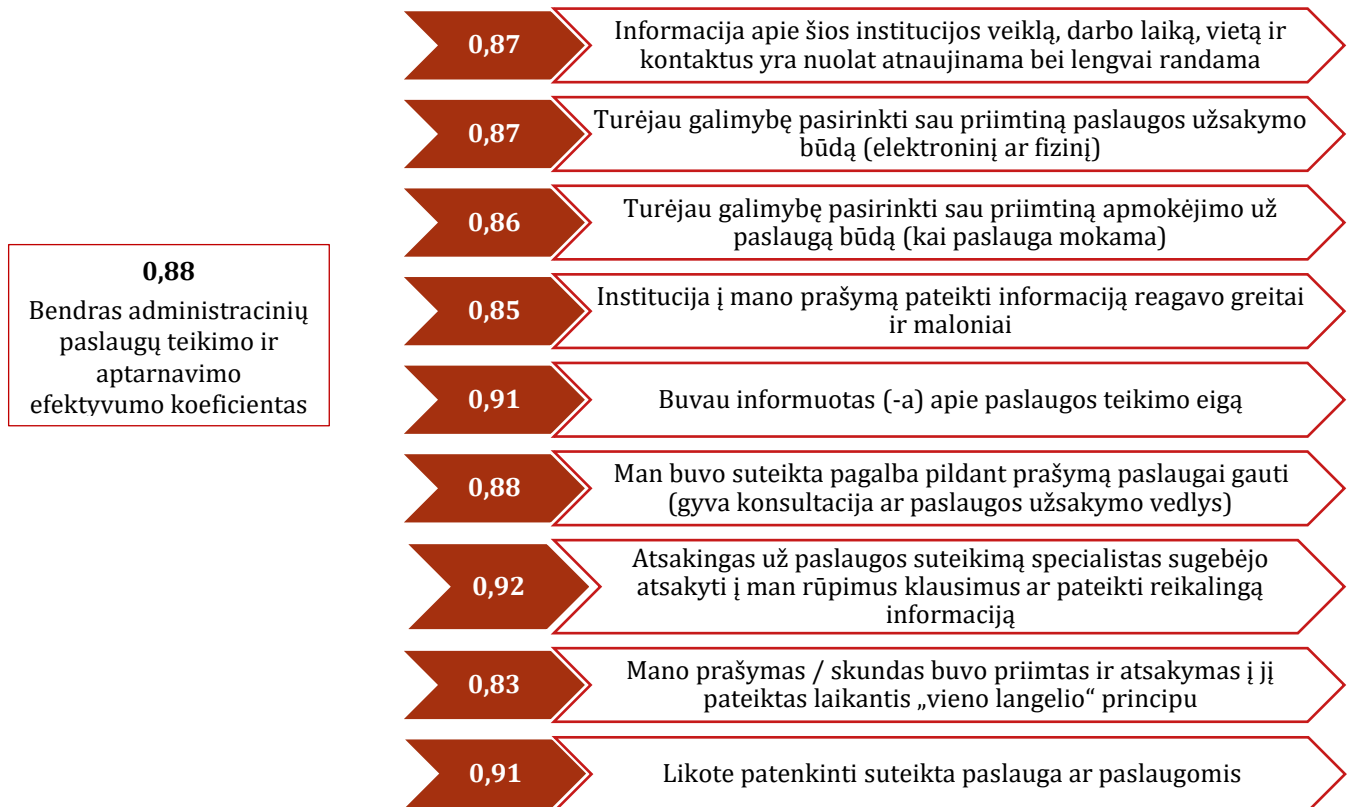 0,87
Informacija apie šios institucijos veiklą, darbo laiką, vietą ir
kontaktus yra nuolat atnaujinama bei lengvai randama
0,87
Turėjau galimybę pasirinkti sau priimtiną paslaugos užsakymo
būdą (elektroninį ar fizinį)
0,86
Turėjau galimybę pasirinkti sau priimtiną apmokėjimo už
paslaugą būdą (kai paslauga mokama)
0,88
Bendras administracinių
paslaugų teikimo ir
aptarnavimo
efektyvumo koeficientas
0,85
Institucija į mano prašymą pateikti informaciją reagavo greitai
ir maloniai
0,91
Buvau informuotas (-a) apie paslaugos teikimo eigą
0,88
Man buvo suteikta pagalba pildant prašymą paslaugai gauti
(gyva konsultacija ar paslaugos užsakymo vedlys)
0,92
Atsakingas už paslaugos suteikimą specialistas sugebėjo
atsakyti į man rūpimus klausimus ar pateikti reikalingą
informaciją
0,83
Mano prašymas / skundas buvo priimtas ir atsakymas į jį
pateiktas laikantis „vieno langelio“ principu
0,91
Likote patenkinti suteikta paslauga ar paslaugomis